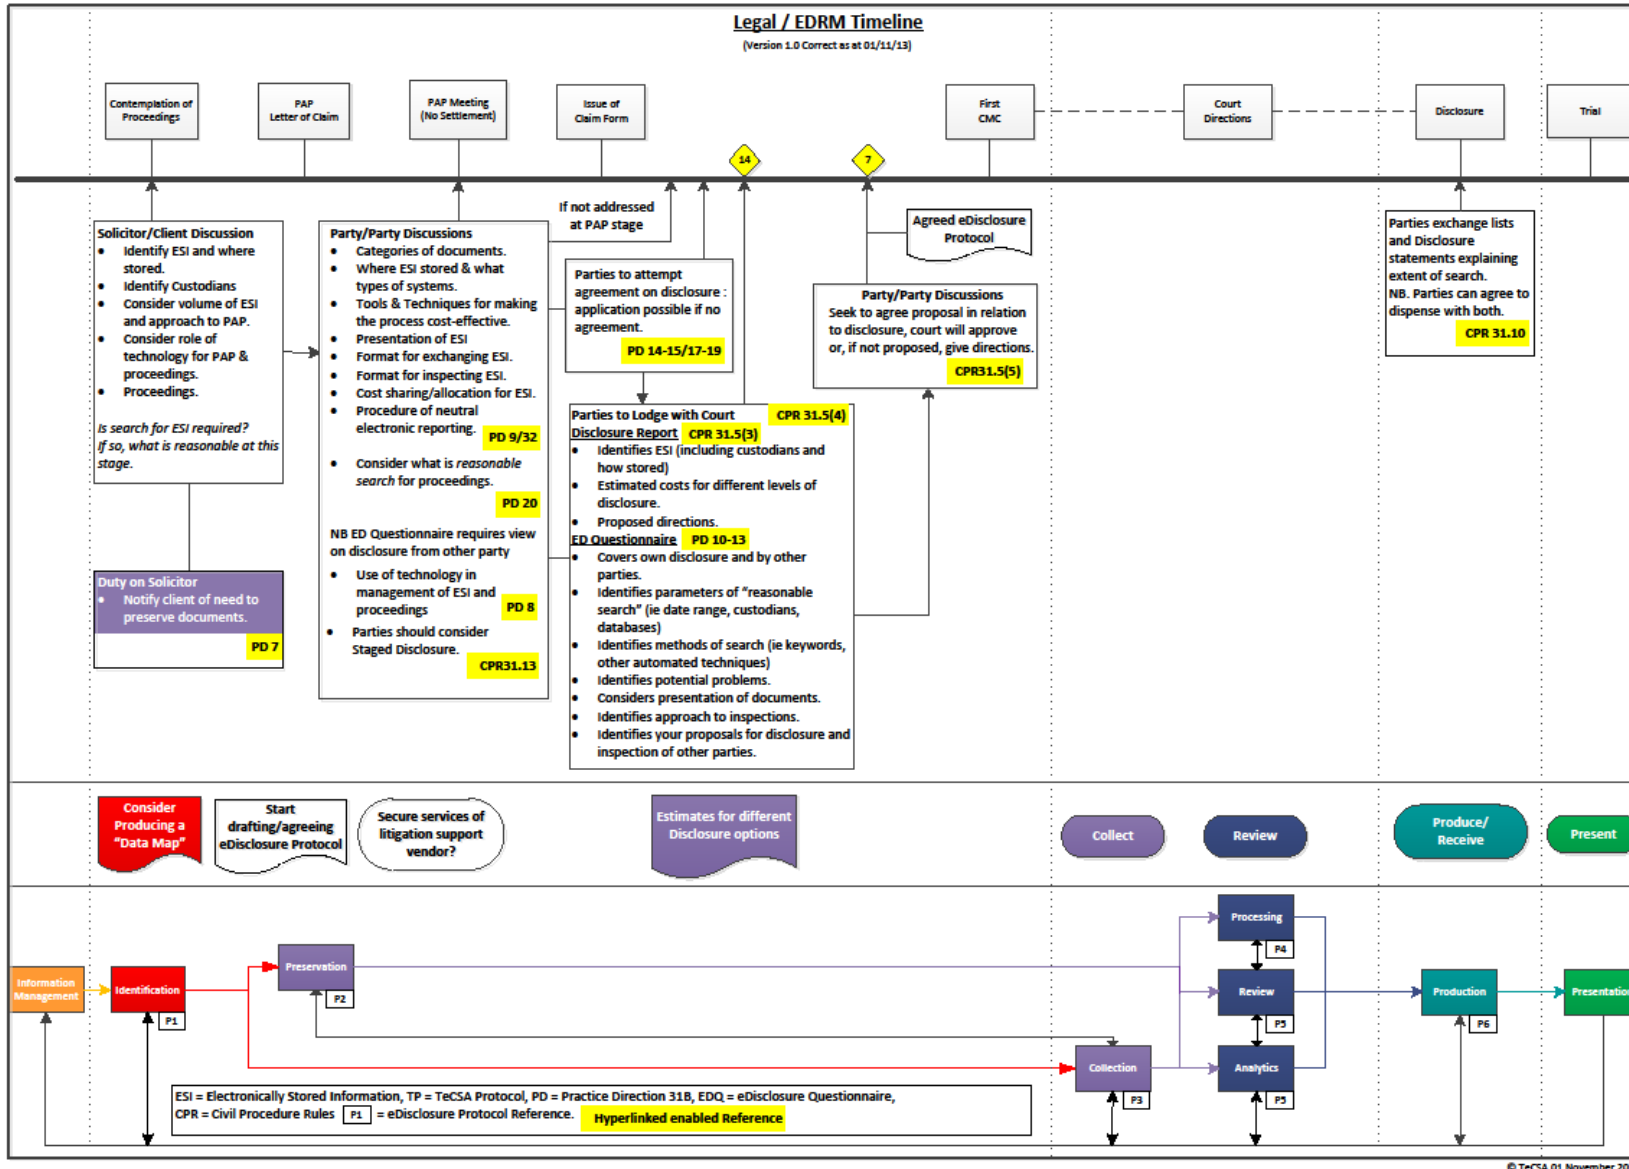 Legal / EDRM Timeline
(Version 1.0 Correct as at 01/11/13)
Contemplation of
Proceedings
PAP
Letter of Claim
PAP Meeting
(No Settlement)
Issue of
Claim Form
First
CMC
Court
Directions
Disclosure
Trial
14
7
If not addressed
at PAP stage
Solicitor/Client Discussion
• Identify ESI and where
stored.
• Identify Custodians
• Consider volume of ESI
and approach to PAP.
• Consider role of
technology for PAP &
proceedings.
• Proceedings.
Is search for ESI required?
If so, what is reasonable at this
stage.
Duty on Solicitor
• Notify client of need to
preserve documents.
PD 7
Party/Party Discussions
• Categories of documents.
• Where ESI stored & what
types of systems.
• Tools & Techniques for making
the process cost-effective.
• Presentation of ESI
• Format for exchanging ESI.
• Format for inspecting ESI.
• Cost sharing/allocation for ESI.
• Procedure of neutral
electronic reporting.
PD 9/32
• Consider what is reasonable
search for proceedings.
PD 20
NB ED Questionnaire requires view
on disclosure from other party
• Use of technology in
management of ESI and
proceedings
PD 8
• Parties should consider
Staged Disclosure.
CPR31.13
Parties to attempt
agreement on disclosure :
application possible if no
agreement.
PD 14-15/17-19
Parties to Lodge with Court
CPR 31.5(4)
Disclosure Report
CPR 31.5(3)
• Identifies ESI (including custodians and
how stored)
• Estimated costs for different levels of
disclosure.
• Proposed directions.
ED Questionnaire
PD 10-13
• Covers own disclosure and by other
parties.
• Identifies parameters of "reasonable
search" (ie date range, custodians,
databases)
• Identifies methods of search (ie keywords,
other automated techniques)
• Identifies potential problems.
• Considers presentation of documents.
• Identifies approach to inspections.
• Identifies your proposals for disclosure and
inspection of other parties.
Agreed eDisclosure
Protocol
Party/Party Discussions
Seek to agree proposal in relation
to disclosure, court will approve
or, if not proposed, give directions.
CPR31.5(5)
Parties exchange lists
and Disclosure
statements explaining
extent of search.
NB. Parties can agree to
dispense with both.
CPR 31.10
Consider
Producing a
"Data Map"
Start
drafting/agreeing
eDisclosure Protocol
Secure services of
litigation support
vendor?
Estimates for different
Disclosure options
Collect
Review
Produce/
Receive
Present
Information
Management
Identification
P1
Preservation
P2
Collection
P3
Processing
P4
Review
P5
Analytics
P5
Production
P6
Presentation
ESI = Electronically Stored Information, TP = TeCSA Protocol, PD = Practice Direction 31B, EDQ = eDisclosure Questionnaire,
CPR = Civil Procedure Rules P1 = eDisclosure Protocol Reference. Hyperlinked enabled Reference
© TeCSA 01 November 20